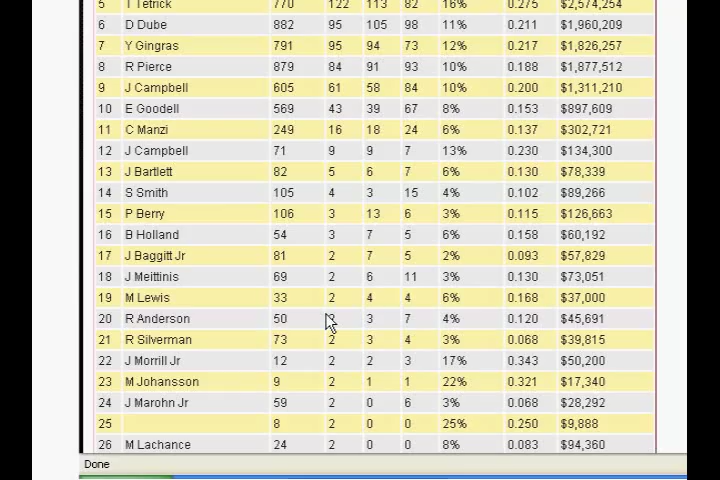 5 T Tetrick 770 122 113 82 16% 0.275 $2,574,254
6 D Dube 882 95 105 98 11% 0.211 $1,960,209
7 Y Gingras 791 95 94 73 12% 0.217 $1,826,257
8 R Pierce 879 84 91 93 10% 0.188 $1,877,512
9 J Campbell 605 61 58 84 10% 0.200 $1,311,210
10 E Goodell 569 43 39 67 8% 0.153 $897,609
11 C Manzi 249 16 18 24 6% 0.137 $302,721
12 J Campbell 71 9 9 7 13% 0.230 $134,300
13 J Bartlett 82 5 6 7 6% 0.130 $78,339
14 S Smith 105 4 3 15 4% 0.102 $89,266
15 P Berry 106 3 13 6 3% 0.115 $126,663
16 B Holland 54 3 7 5 6% 0.158 $60,192
17 J Baggitt Jr 81 2 7 5 2% 0.093 $57,829
18 J Meittinis 69 2 6 11 3% 0.130 $73,051
19 M Lewis 33 2 4 4 6% 0.168 $37,000
20 R Anderson 50 2 3 7 4% 0.120 $45,691
21 R Silverman 73 2 3 4 3% 0.068 $39,815
22 J Morrill Jr 12 2 2 3 17% 0.343 $50,200
23 M Johansson 9 2 1 1 22% 0.321 $17,340
24 J Marohn Jr 59 2 0 6 3% 0.068 $28,292
25 8 2 0 0 25% 0.250 $9,888
26 M Lachance 24 2 0 0 8% 0.083 $94,360
Done